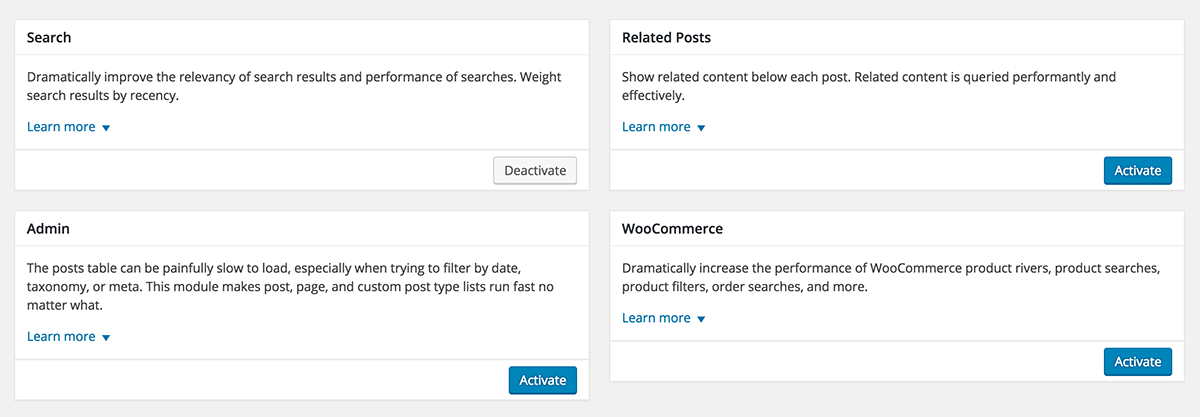 Search
Dramatically improve the relevancy of search results and performance of searches. Weight
search results by recency.
Learn more
Deactivate
Related Posts
Show related content below each post. Related content is queried performantly and
effectively.
Learn more
Activate
Admin
The posts table can be painfully slow to load, especially when trying to filter by date,
taxonomy, or meta. This module makes post, page, and custom post type lists run fast no
matter what.
Learn more
Activate
WooCommerce
Dramatically increase the performance of WooCommerce product rivers, product searches,
product filters, order searches, and more.
Learn more
Activate